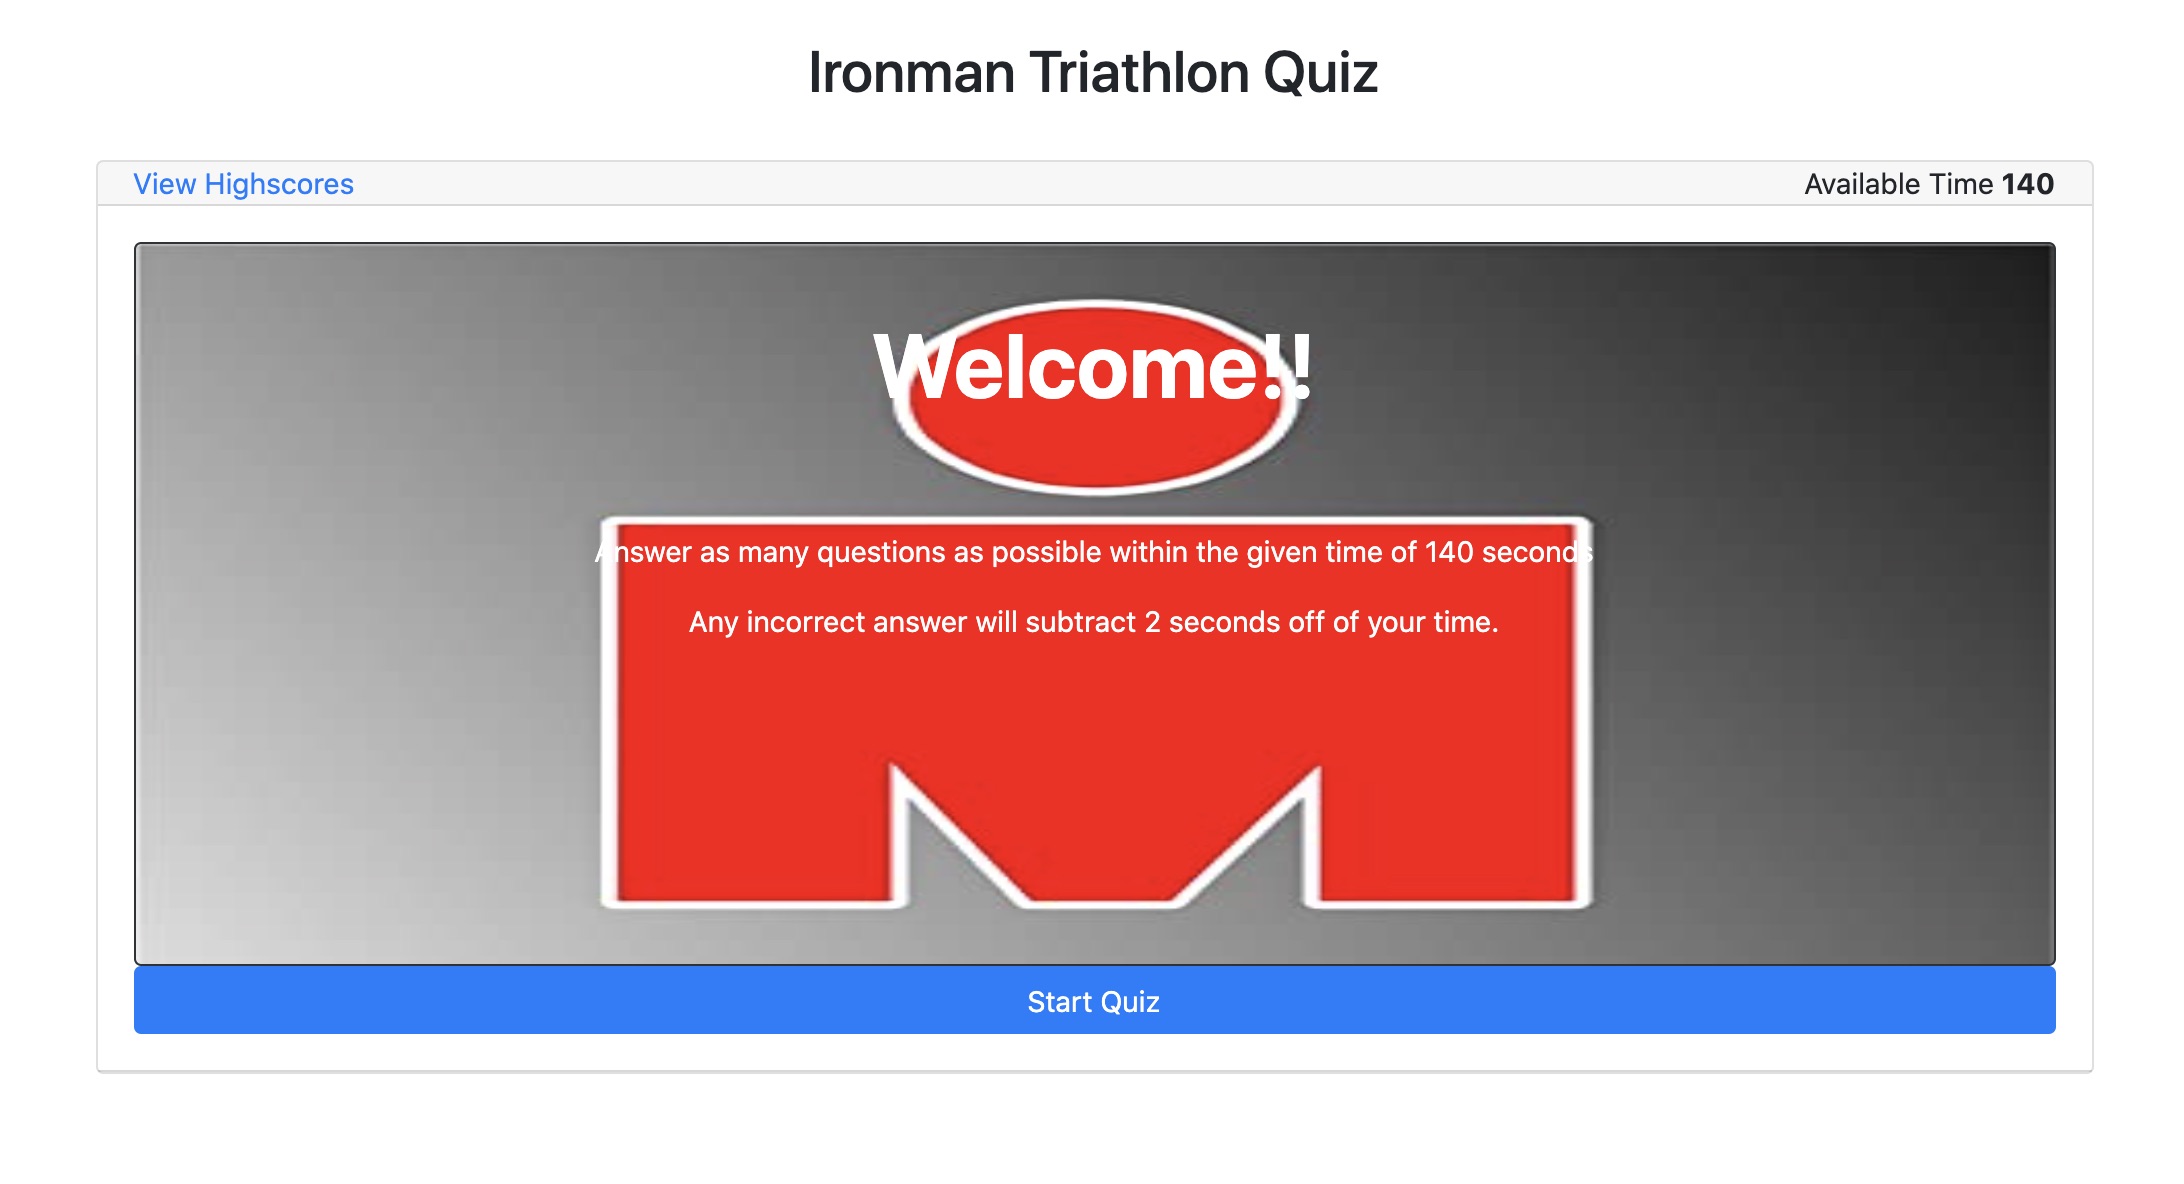 Ironman Triathlon Quiz
View Highscores
Available Time 140
Welcome!!
Answer as many questions as possible within the given time of 140 seconds
Any incorrect answer will subtract 2 seconds off of your time.
Start Quiz